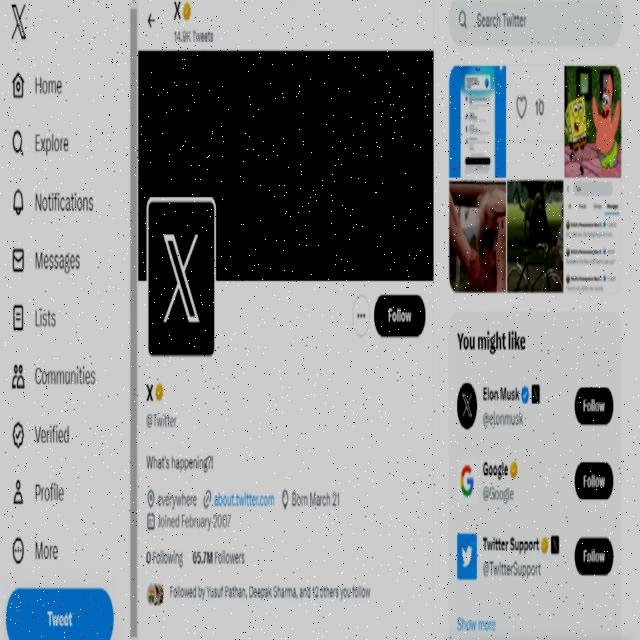 X
14.9K Tweets
Search Twitter
Home
Explore
Notifications
Messages
Lists
Communities
Verified
Profile
More
Tweet
Follow
X
@Twitter
What's happening?!
everywhere about.twitter.com Born March 21
Joined February 2007
0 Following 65.7M Followers
Followed by Yusuf Pathan, Deepak Sharma, and 12 others you follow
10
You might like
Elon Musk
@elonmusk
Follow
Google
@Google
Follow
Twitter Support
@TwitterSupport
Follow
Show more